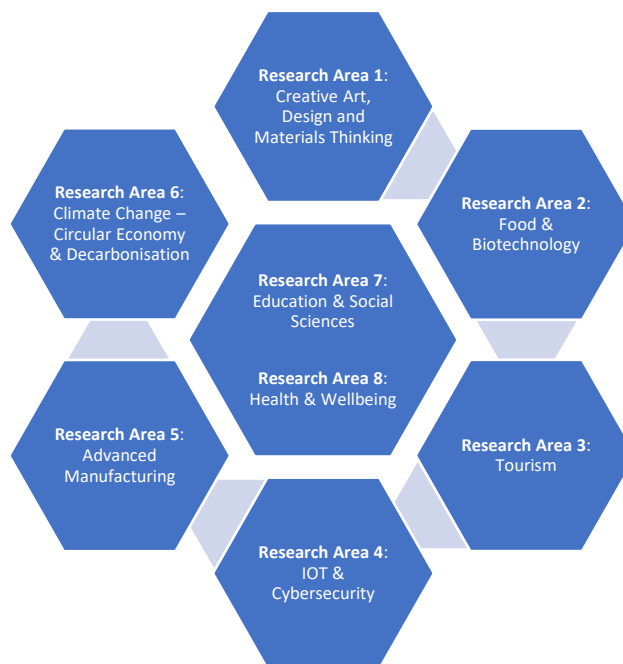 Research Area 1:
Creative Art,
Design and
Materials Thinking
Research Area 2:
Food &
Biotechnology
Research Area 3:
Tourism
Research Area 4:
IOT &
Cybersecurity
Research Area 5:
Advanced
Manufacturing
Research Area 6:
Climate Change –
Circular Economy
& Decarbonisation
Research Area 7:
Education & Social
Sciences
Research Area 8:
Health & Wellbeing